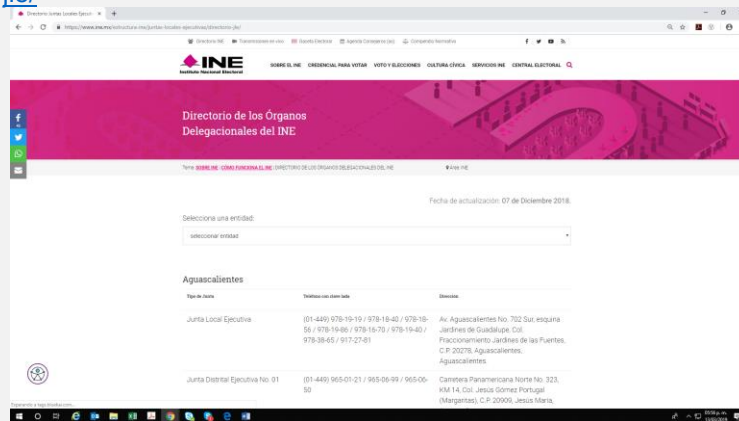 jle/
Directorio Juntas Locales Ejecuti
https://www.ine.mx/estructura-ine/juntas-locales-ejecutivas/directorio-jle/
Directorio INE Transmisiones en vivo Gaceta Electoral Agenda Consejeros (as) Compendio Normativo
INE
Instituto Nacional Electoral
SOBRE EL INE CREDENCIAL PARA VOTAR VOTO Y ELECCIONES CULTURA CÍVICA SERVICIOS INE CENTRAL ELECTORAL
Directorio de los Órganos
Delegacionales del INE
Tema: SOBRE INE | CÓMO FUNCIONA EL INE | DIRECTORIO DE LOS ÓRGANOS DELEGACIONALES DEL INE
Área: INE
Fecha de actualización: 07 de Diciembre 2018.
Selecciona una entidad:
seleccionar entidad
Aguascalientes
Tipo de Junta Teléfono con clave lada Dirección
Junta Local Ejecutiva (01-449) 978-19-19 / 978-18-40 / 978-18- Av. Aguascalientes No. 702 Sur, esquina
56 / 978-19-86 / 978-16-70 / 978-19-40 / Jardines de Guadalupe, Col.
978-38-65 / 917-27-81 Fraccionamiento Jardines de las Fuentes,
C.P. 20278, Aguascalientes,
Aguascalientes.
Junta Distrital Ejecutiva No. 01 (01-449) 965-01-21 / 965-06-99 / 965-06- Carretera Panamericana Norte No. 323,
50 KM 14, Col. Jesús Gómez Portugal
(Margaritas), C.P. 20909, Jesús María,